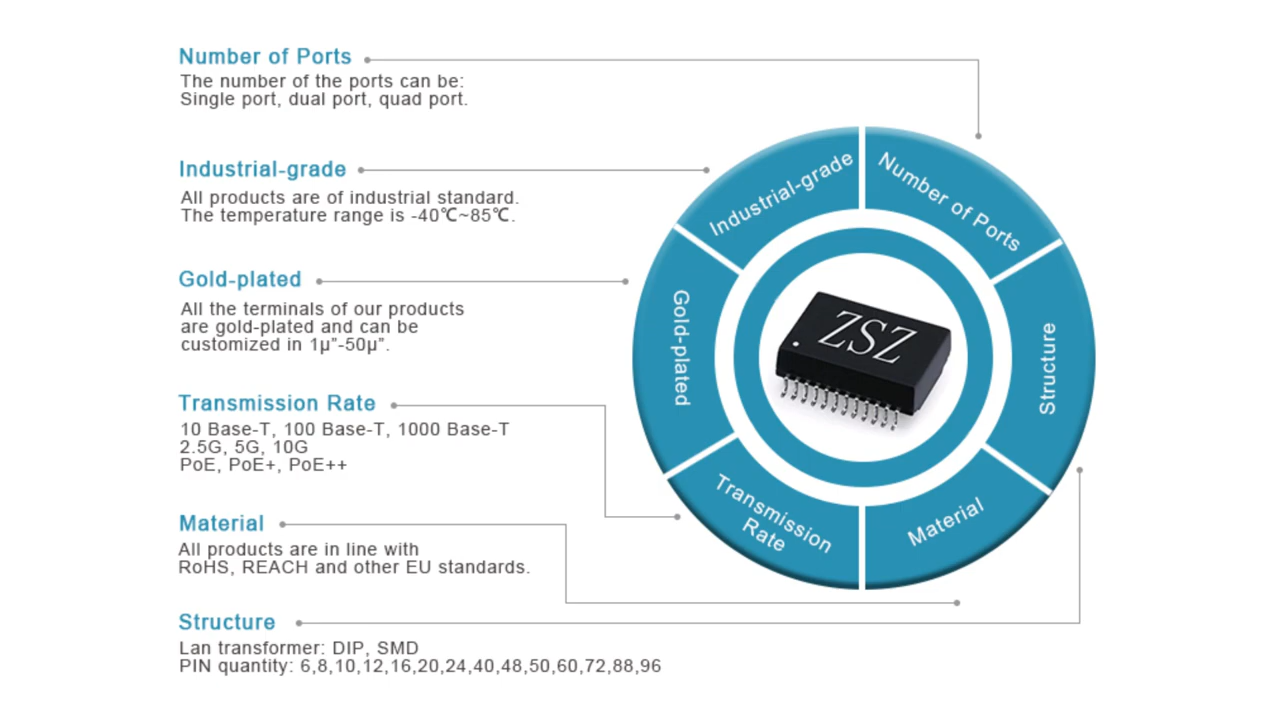 Number of Ports
The number of the ports can be:
Single port, dual port, quad port.
Industrial-grade
All products are of industrial standard.
The temperature range is -40℃~85℃.
Gold-plated
All the terminals of our products
are gold-plated and can be
customized in 1μ"-50μ".
Transmission Rate
10 Base-T, 100 Base-T, 1000 Base-T
2.5G, 5G, 10G
PoE, PoE+, PoE++
Material
All products are in line with
RoHS, REACH and other EU standards.
Structure
Lan transformer: DIP, SMD
PIN quantity: 6,8,10,12,16,20,24,40,48,50,60,72,88,96
Industrial-grade
Number of Ports
Gold-plated
Structure
Transmission
Rate
Material
ZSZ